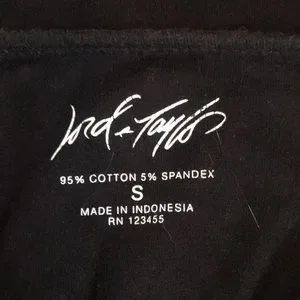 Lord & Taylor
95% COTTON 5% SPANDEX
S
MADE IN INDONESIA
RN 123455